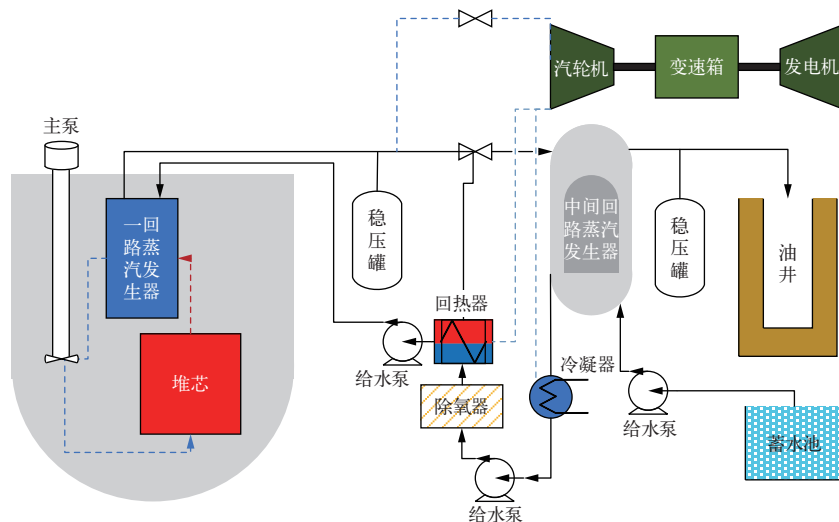 汽轮机
变速箱
发电机
主泵
一回
路蒸
汽发
生器
稳
压
罐
中间回
路蒸汽
发生器
稳
压
罐
油
井
回热器
堆芯
给水泵
冷凝器
除氧器
给水泵
蓄水池
给水泵